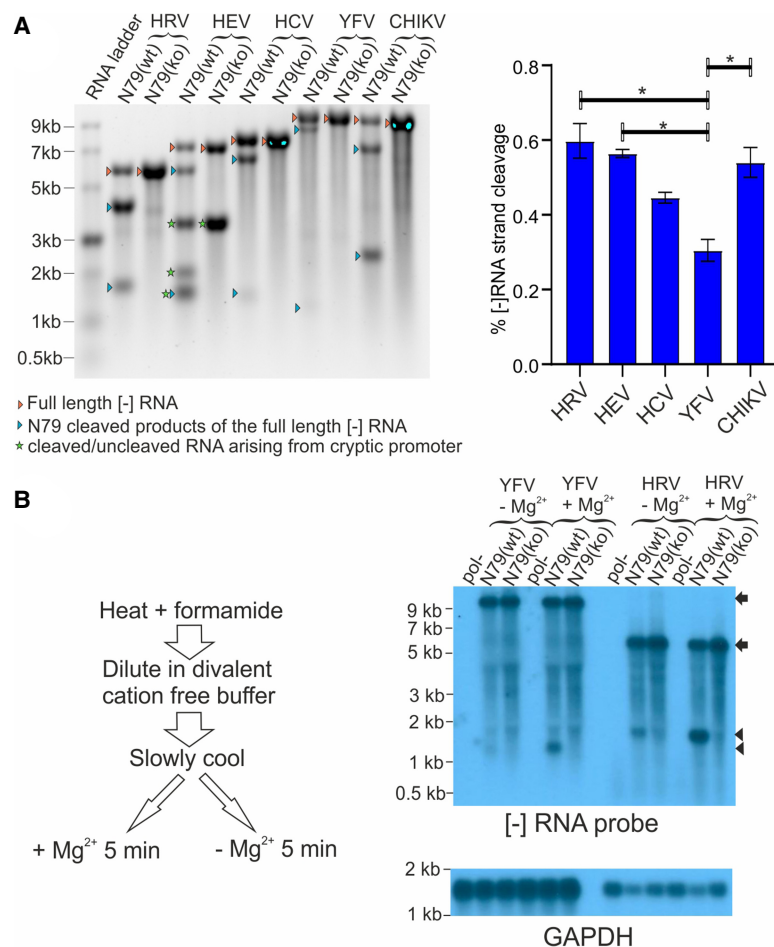 A
HRV HEV HCV YFV CHIKV
RNA ladder N79(wt) N79(ko) N79(wt) N79(ko) N79(wt) N79(ko) N79(wt) N79(ko) N79(wt) N79(ko)
9kb
7kb
5kb
3kb
2kb
1kb
0.5kb
Full length [-] RNA
N79 cleaved products of the full length [-] RNA
cleaved/uncleaved RNA arising from cryptic promoter
% [-]RNA strand cleavage
0.8
0.6
0.4
0.2
0.0
* * *
HRV HEV HCV YFV CHIKV
B
Heat + formamide
Dilute in divalent
cation free buffer
Slowly cool
+ Mg²⁺ 5 min - Mg²⁺ 5 min
YFV YFV HRV HRV
- Mg²⁺ + Mg²⁺ - Mg²⁺ + Mg²⁺
pol- N79(wt) N79(ko) pol- N79(wt) N79(ko) pol- N79(wt) N79(ko) pol- N79(wt) N79(ko)
9 kb
7 kb
5 kb
3 kb
2 kb
1 kb
0.5 kb
[-] RNA probe
2 kb
1 kb
GAPDH